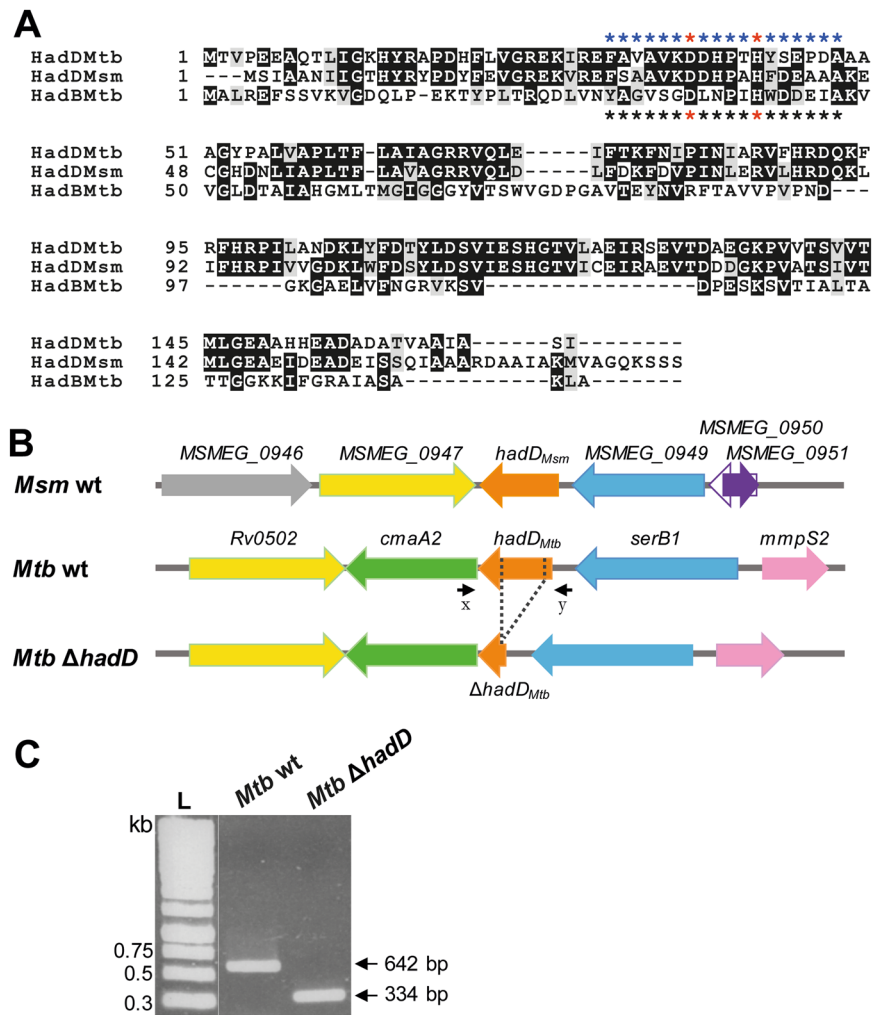 A
*********************
HadDMtb 1 MTVPEEAQTLIGKHYRAPDHFLVGREKIREFAVAVKDDHPTHYSEPDAAA
HadDMsm 1 ---MSIAANIIGTHYRYPDYFEVGREKVREFSAAVKDDHPAHFDEAAAKE
HadBMtb 1 MALREFSSVKVGDQLP-EKTYPLTRQDLVNYAGVSGDLNPIHWDDEIAKV
*********************
HadDMtb 51 AGYPALVAPLTF-LAIAGRRVQLE-----IFTKFNIPINIARVFHRDQKF
HadDMsm 48 CGHDNLIAPLTF-LAVAGRRVQLD-----LFDKFDVPINLERVLHRDQKL
HadBMtb 50 VGLDTAIAHGMLTMGIGGGYVTSWVGDPGAVTEYNVRFTAVVPVPND---
HadDMtb 95 RFHRPILANDKLYFDTYLDSVIESHGTVLAEIRSEVTDAEGKPVVTSVVT
HadDMsm 92 IFHRPIVVGDKLWFDSYLDSVIESHGTVICEIRAEVTDDDGKPVATSIVT
HadBMtb 97 -----GKGAELVFNGRVKSV-------------DPESKSVTIALTA
HadDMtb 145 MLGEAAHHEADADATVAAIA-------SI------
HadDMsm 142 MLGEAEIDEADEISSQIAAARDAAIAKMVAGQKSSS
HadBMtb 125 TTGGKKIFGRAIASA-----------KLA------
B
MSMEG_0950
MSMEG_0946 MSMEG_0947 hadDMsm MSMEG_0949 MSMEG_0951
Msm wt
Rv0502 cmaA2 hadDMtb serB1 mmpS2
Mtb wt
x y
Mtb ΔhadD
ΔhadDMtb
C
kb L Mtb wt Mtb ΔhadD
0.75
0.5
0.3
642 bp
334 bp